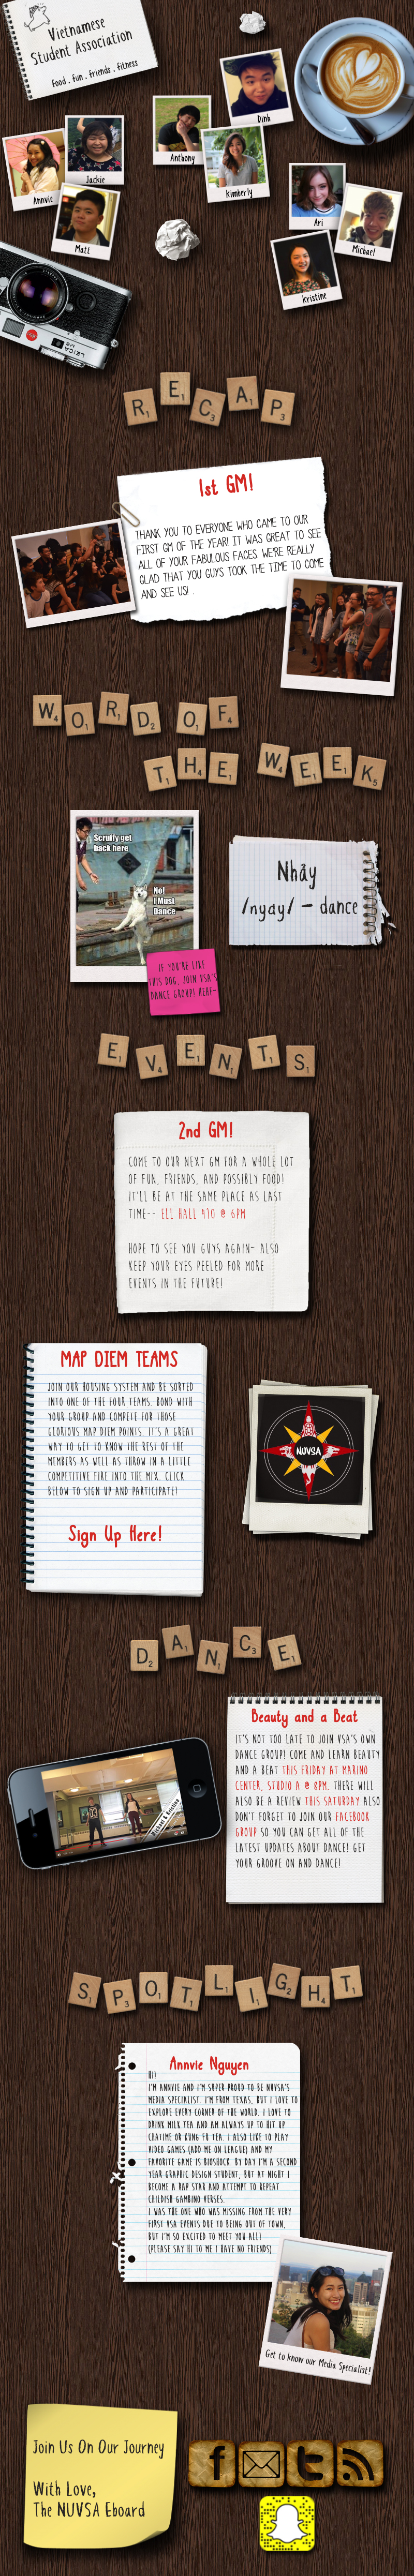 Vietnamese
Student Association
food . fun . friends . fitness
Dinh
Anthony
Jackie
Kimberly
Annvie
Ari
Matt
Michael
Kristine
LEICA
RECAP
1st GM!
THANK YOU TO EVERYONE WHO CAME TO OUR
FIRST GM OF THE YEAR! IT WAS GREAT TO SEE
ALL OF YOUR FABULOUS FACES. WE'RE REALLY
GLAD THAT YOU GUYS TOOK THE TIME TO COME
AND SEE US! .
WORD OF
THE WEEK
Scruffy get
back here
No!
I Must
Dance
Nhảy
/nyay/ - dance
IF YOU'RE LIKE
THIS DOG, JOIN VSA'S
DANCE GROUP! HEHE~
EVENTS
2nd GM!
COME TO OUR NEXT GM FOR A WHOLE LOT
OF FUN, FRIENDS, AND POSSIBLY FOOD!
IT'LL BE AT THE SAME PLACE AS LAST
TIME-- ELL HALL 410 @ 6PM
HOPE TO SEE YOU GUYS AGAIN~ ALSO
KEEP YOUR EYES PEELED FOR MORE
EVENTS IN THE FUTURE!
MAP DIEM TEAMS
JOIN OUR HOUSING SYSTEM AND BE SORTED
INTO ONE OF THE FOUR TEAMS. BOND WITH
YOUR GROUP AND COMPETE FOR THOSE
GLORIOUS MAP DIEM POINTS. IT'S A GREAT
WAY TO GET TO KNOW THE REST OF THE
MEMBERS AS WELL AS THROW IN A LITTLE
COMPETITIVE FIRE INTO THE MIX. CLICK
BELOW TO SIGN UP AND PARTICIPATE!
Sign Up Here!
NUVSA
DANCE
Beauty and a Beat
IT'S NOT TOO LATE TO JOIN VSA'S OWN
DANCE GROUP! COME AND LEARN BEAUTY
AND A BEAT THIS FRIDAY AT MARINO
CENTER, STUDIO A @ 8PM. THERE WILL
ALSO BE A REVIEW THIS SATURDAY ALSO
DON'T FORGET TO JOIN OUR FACEBOOK
GROUP SO YOU CAN GET ALL OF THE
LATEST UPDATES ABOUT DANCE! GET
YOUR GROOVE ON AND DANCE!
SPOTLIGHT
Annvie Nguyen
HI!
I'M ANNVIE AND I'M SUPER PROUD TO BE NUVSA'S
MEDIA SPECIALIST. I'M FROM TEXAS, BUT I LOVE TO
EXPLORE EVERY CORNER OF THE WORLD. I LOVE TO
DRINK MILK TEA AND AM ALWAYS UP TO HIT UP
CHATIME OR KUNG FU TEA. I ALSO LIKE TO PLAY
VIDEO GAMES (ADD ME ON LEAGUE) AND MY
FAVORITE GAME IS BIOSHOCK. BY DAY I'M A SECOND
YEAR GRAPHIC DESIGN STUDENT, BUT AT NIGHT I
BECOME A RAP STAR AND ATTEMPT TO REPEAT
CHILDISH GAMBINO VERSES.
I WAS THE ONE WHO WAS MISSING FROM THE VERY
FIRST VSA EVENTS DUE TO BEING OUT OF TOWN,
BUT I'M SO EXCITED TO MEET YOU ALL!
(PLEASE SAY HI TO ME I HAVE NO FRIENDS)
Get to know our Media Specialist!
Join Us On Our Journey
With Love,
The NUVSA Eboard